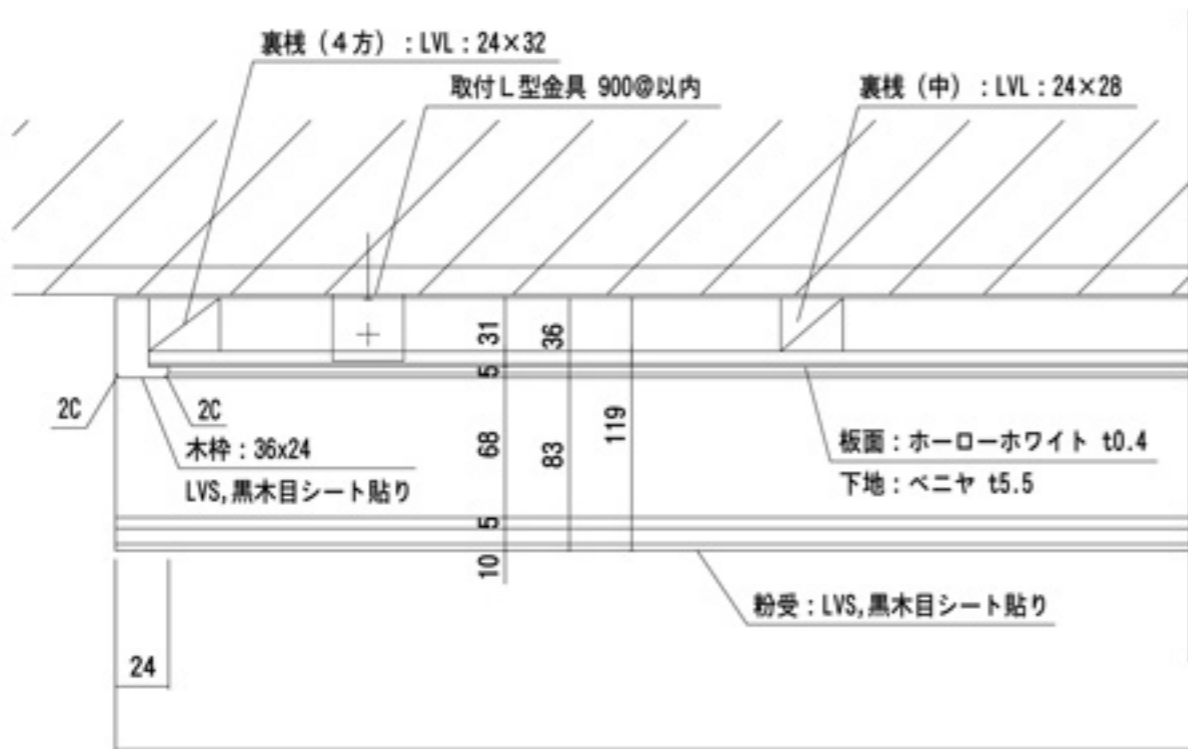 裏桟（４方）：LVL：24×32
取付Ｌ型金具 900@以内
裏桟（中）：LVL：24×28
31
36
5
119
2C
2C
68
83
木枠：36x24
LVS,黒木目シート貼り
板面：ホーローホワイト t0.4
下地：ベニヤ t5.5
5
10
粉受：LVS,黒木目シート貼り
24